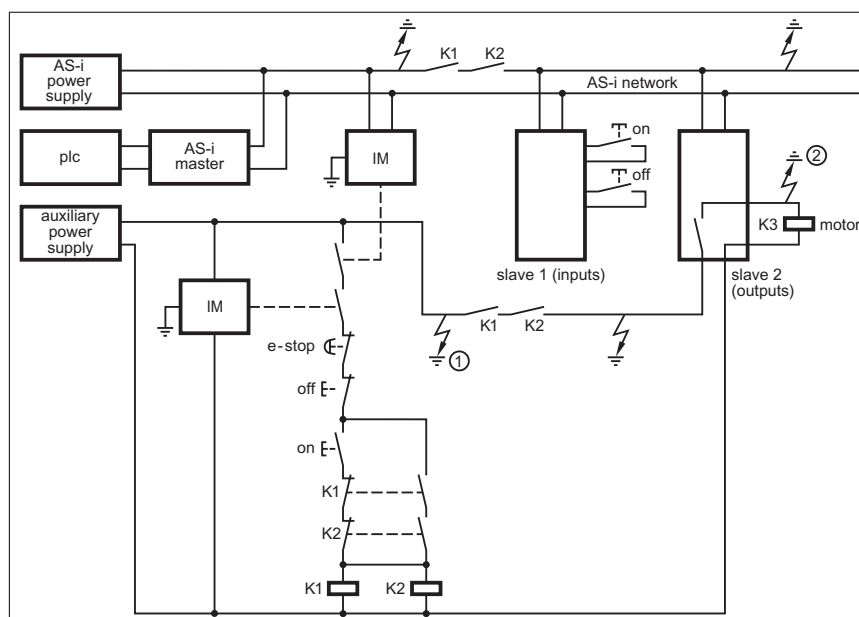 AS-i
power
supply
K1 K2
AS-i network
plc
AS-i
master
IM
on
off
②
auxiliary
power
supply
K3 motor
slave 1 (inputs)
slave 2
(outputs)
IM
K1 K2
①
e-stop
off
on
K1
K2
K1 K2